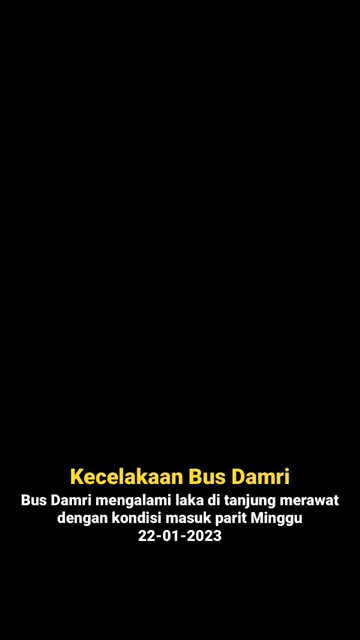 Kecelakaan Bus Damri
Bus Damri mengalami laka di tanjung merawat
dengan kondisi masuk parit Minggu
22-01-2023